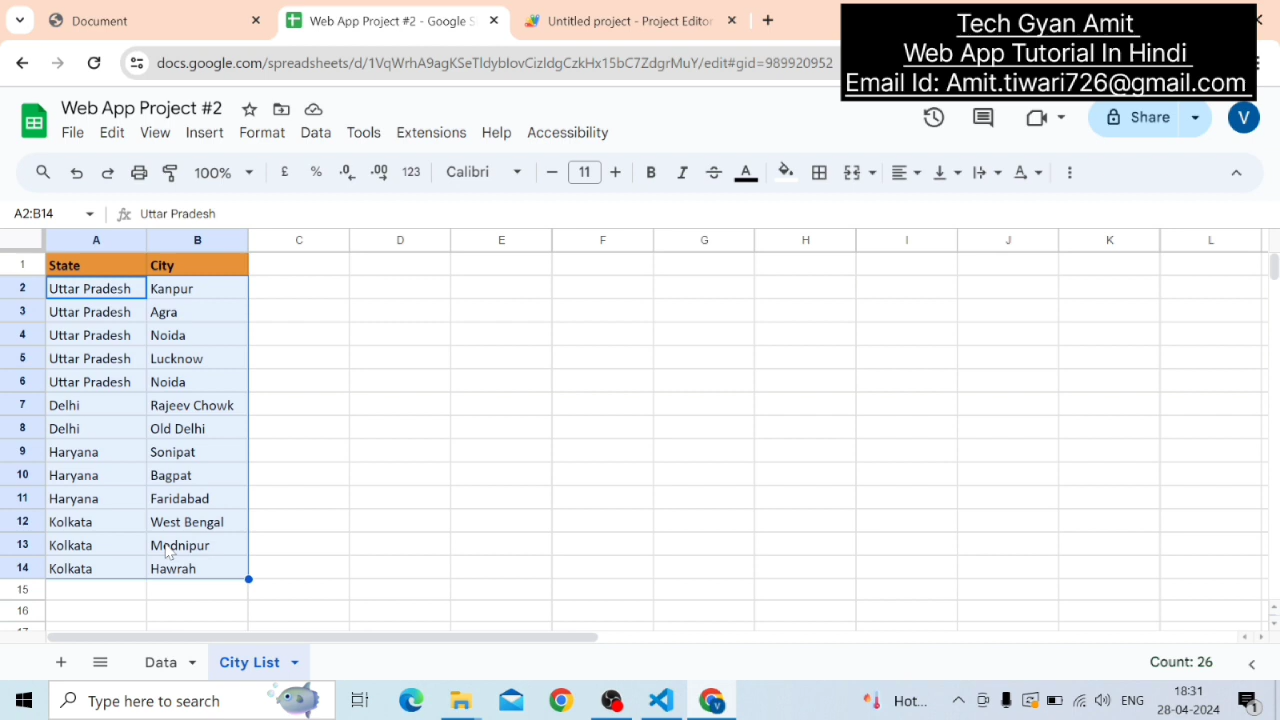 Document
Web App Project #2 - Google S
Untitled project - Project Editor
Tech Gyan Amit
Web App Tutorial In Hindi
Email Id: Amit.tiwari726@gmail.com
docs.google.com/spreadsheets/d/1VqWrhA9agKSeTldybIovCizldgCzkHx15bC7ZdgrMuY/edit#gid=989920952
Web App Project #2
File Edit View Insert Format Data Tools Extensions Help Accessibility
Share V
100% £ % .0 .00 123 Calibri 11 B I S A
A2:B14 fx Uttar Pradesh
A B C D E F G H I J K L
1 State City
2 Uttar Pradesh Kanpur
3 Uttar Pradesh Agra
4 Uttar Pradesh Noida
5 Uttar Pradesh Lucknow
6 Uttar Pradesh Noida
7 Delhi Rajeev Chowk
8 Delhi Old Delhi
9 Haryana Sonipat
10 Haryana Bagpat
11 Haryana Faridabad
12 Kolkata West Bengal
13 Kolkata Mednipur
14 Kolkata Hawrah
15
16
Data City List Count: 26
Type here to search Hot... ENG 18:31
28-04-2024
1